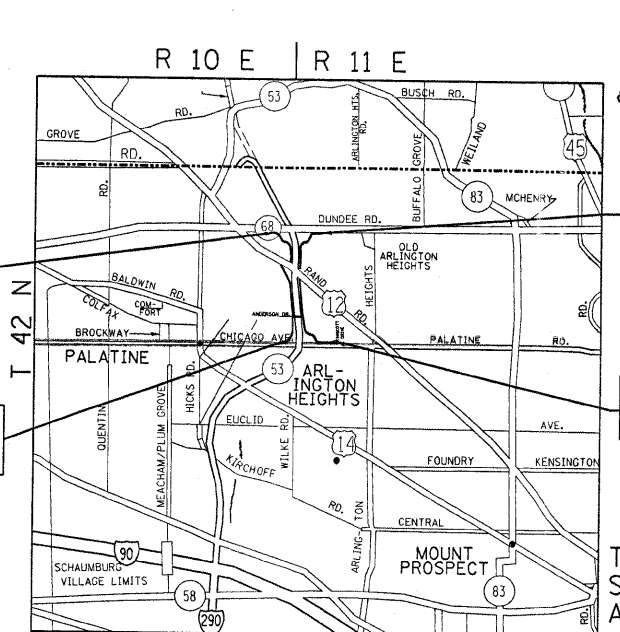 R 10 E | R 11 E
53
BUSCH RD.
RD.
ARLINGTON HTS. RD.
GROVE
RD.
BUFFALO GROVE
WEILAND
45
RD.
83
MCHENRY
68
DUNDEE RD.
OLD
ARLINGTON
HEIGHTS
HEIGHTS
T 42 N
BALDWIN RD.
COLFAX
COM-
FORT
RAND RD.
12
RD.
ANDERSON DR.
BROCKWAY
CHICAGO AVE.
PALATINE RD.
PALATINE
53
ARL-
INGTON
HEIGHTS
HICKS RD.
QUENTIN
MEACHAM/PLUM GROVE
EUCLID AVE.
WILKE RD.
14
KIRCHOFF RD.
FOUNDRY
KENSINGTON
CENTRAL
ARLING-TON
MOUNT
PROSPECT
90
SCHAUMBURG
VILLAGE LIMITS
58
290
83
RD.
T
S
A